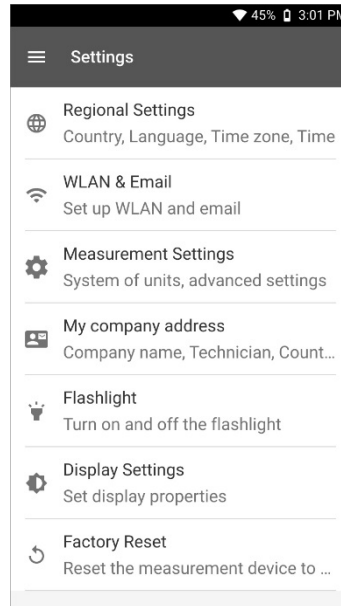 45% 3:01 PM
Settings
Regional Settings
Country, Language, Time zone, Time
WLAN & Email
Set up WLAN and email
Measurement Settings
System of units, advanced settings
My company address
Company name, Technician, Count...
Flashlight
Turn on and off the flashlight
Display Settings
Set display properties
Factory Reset
Reset the measurement device to ...